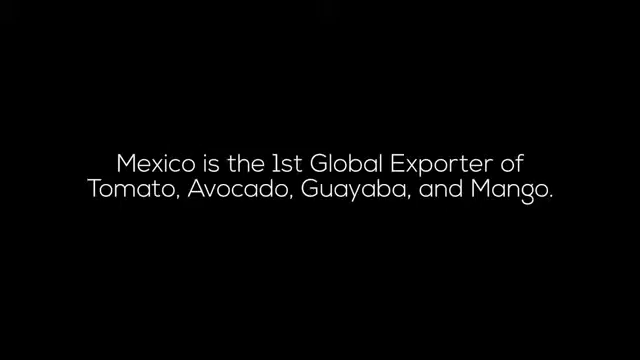 Mexico is the 1st Global Exporter of
Tomato, Avocado, Guayaba, and Mango.